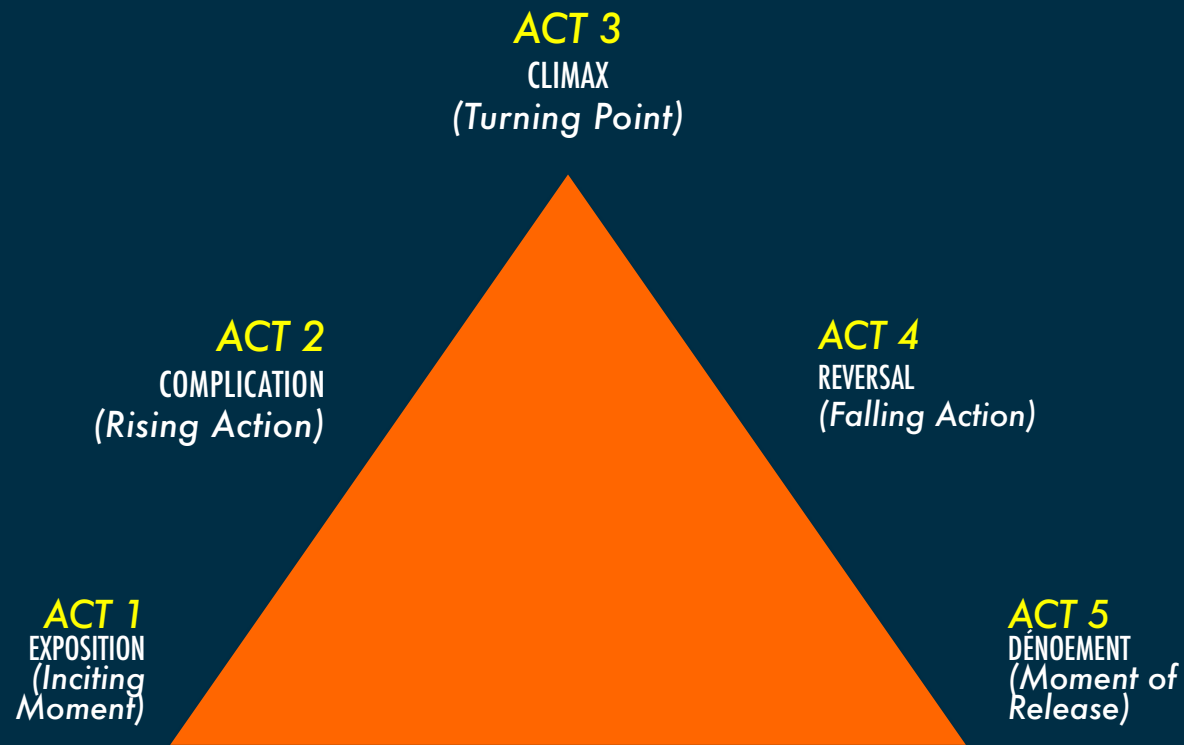 ACT 3
CLIMAX
(Turning Point)
ACT 2
COMPLICATION
(Rising Action)
ACT 4
REVERSAL
(Falling Action)
ACT 1
EXPOSITION
(Inciting
Moment)
ACT 5
DÉNOEMENT
(Moment of
Release)